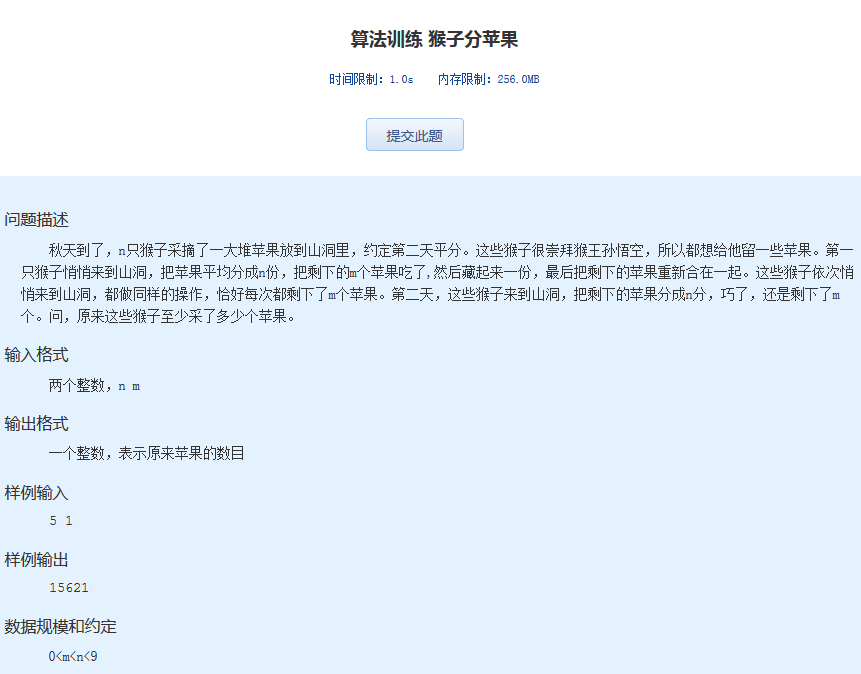 算法训练 猴子分苹果
时间限制：1.0s 内存限制：256.0MB
提交此题
问题描述
秋天到了，n只猴子采摘了一大堆苹果放到山洞里，约定第二天平分。这些猴子很崇拜猴王孙悟空，所以都想给他留一些苹果。第一
只猴子悄悄来到山洞，把苹果平均分成n份，把剩下的m个苹果吃了,然后藏起来一份，最后把剩下的苹果重新合在一起。这些猴子依次悄
悄来到山洞，都做同样的操作，恰好每次都剩下了m个苹果。第二天，这些猴子来到山洞，把剩下的苹果分成n分，巧了，还是剩下了m
个。问，原来这些猴子至少采了多少个苹果。
输入格式
两个整数，n m
输出格式
一个整数，表示原来苹果的数目
样例输入
5 1
样例输出
15621
数据规模和约定
0<m<n<9